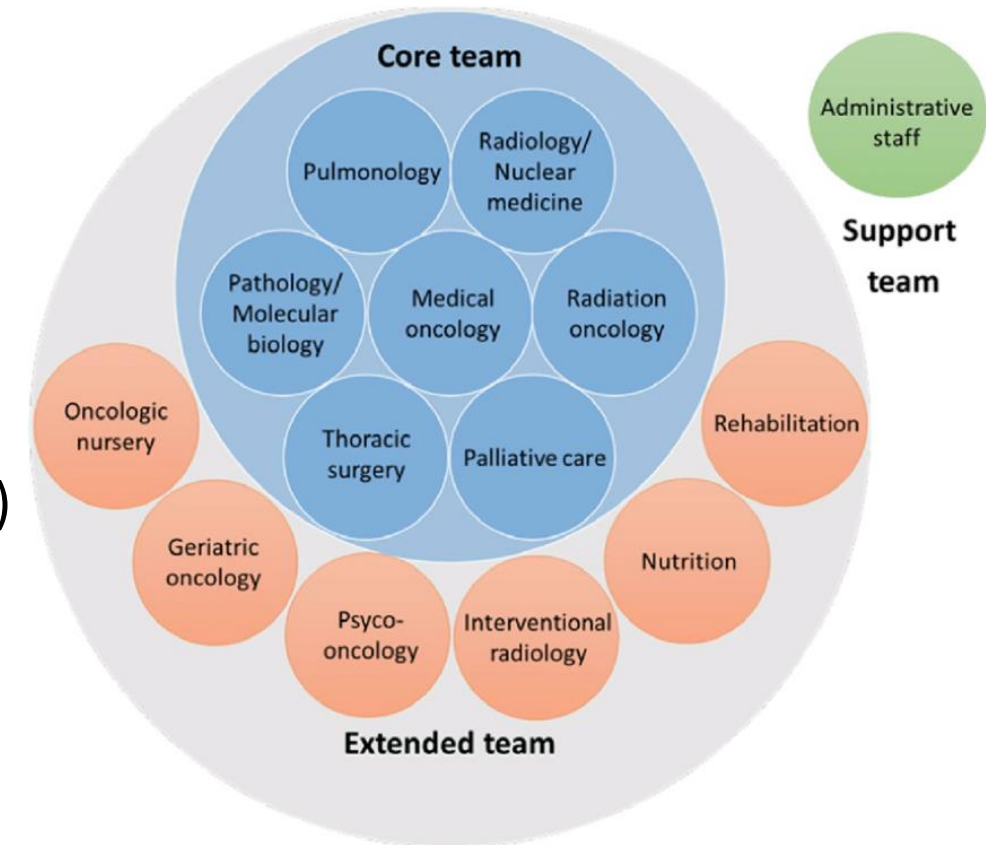 Core team
Pulmonology
Radiology/
Nuclear
medicine
Administrative
staff
Support
team
Pathology/
Molecular
biology
Medical
oncology
Radiation
oncology
Oncologic
nursery
Thoracic
surgery
Palliative care
Rehabilitation
)
Geriatric
oncology
Psyco-
oncology
Interventional
radiology
Nutrition
Extended team